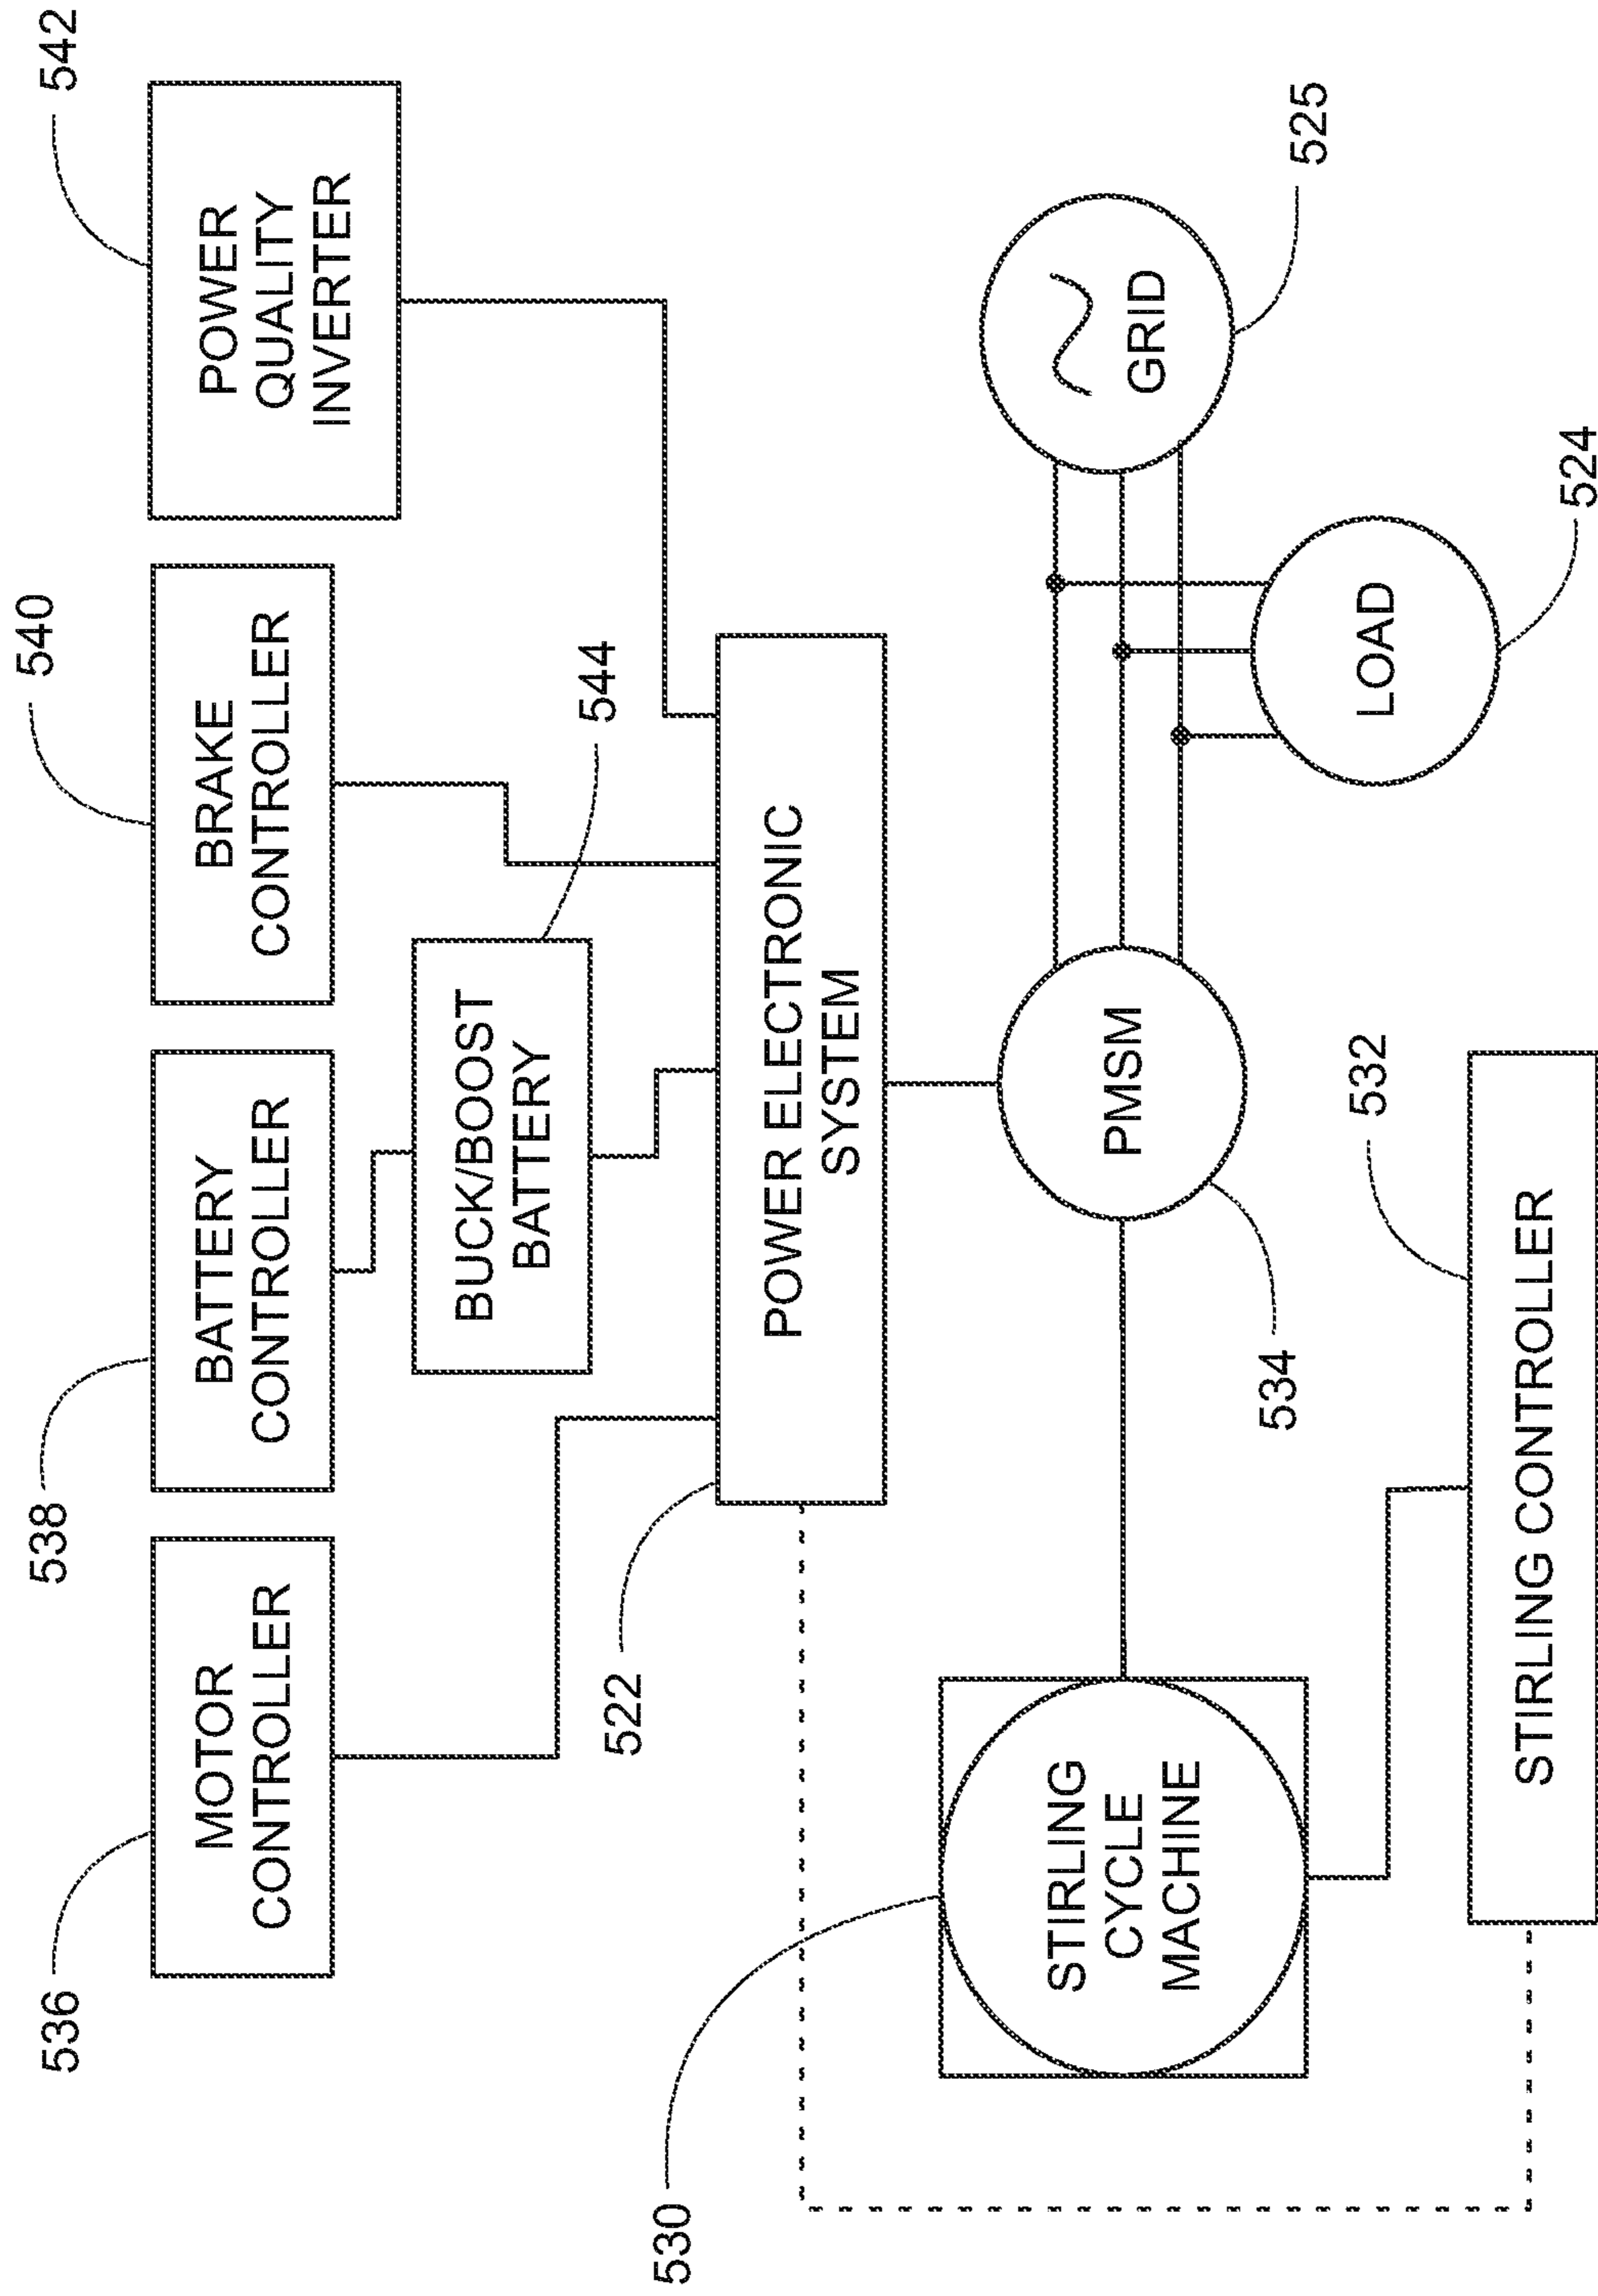 536
538
540
542
MOTOR
CONTROLLER
BATTERY
CONTROLLER
BRAKE
CONTROLLER
POWER
QUALITY
INVERTER
BUCK/BOOST
BATTERY
544
522
POWER ELECTRONIC
SYSTEM
530
STIRLING
CYCLE
MACHINE
PMSM
534
GRID
525
LOAD
524
532
STIRLING CONTROLLER